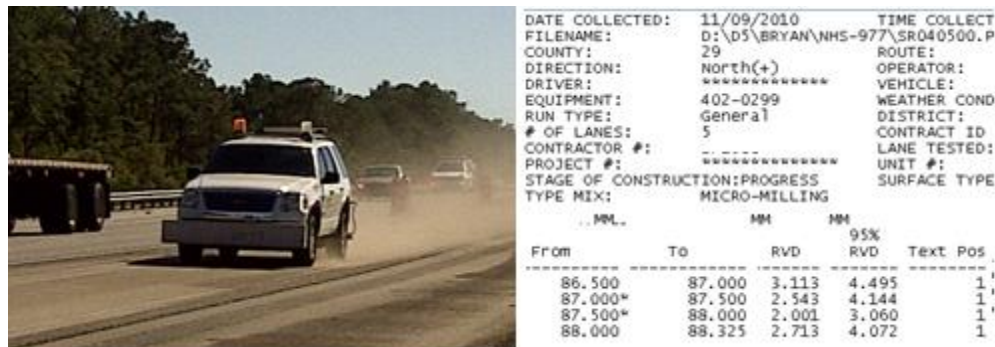 DATE COLLECTED: 11/09/2010 TIME COLLECT
FILENAME: D:\D5\BRYAN\NHS-977\SR040500.P
COUNTY: 29 ROUTE:
DIRECTION: North(+) OPERATOR:
DRIVER: ************* VEHICLE:
EQUIPMENT: 402-0299 WEATHER COND
RUN TYPE: General DISTRICT:
# OF LANES: 5 CONTRACT ID
CONTRACTOR #: LANE TESTED:
PROJECT #: ************** UNIT #:
STAGE OF CONSTRUCTION:PROGRESS SURFACE TYPE
TYPE MIX: MICRO-MILLING
..MM.. MM MM
95%
From To RVD RVD Text Pos
86.500 87.000 3.113 4.495 1
87.000* 87.500 2.543 4.144 1
87.500* 88.000 2.001 3.060 1
88.000 88.325 2.713 4.072 1